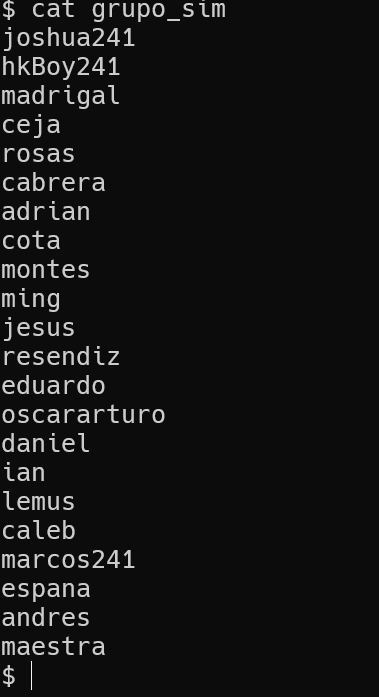 $ cat grupo_sim
joshua241
hkBoy241
madrigal
ceja
rosas
cabrera
adrian
cota
montes
ming
jesus
resendiz
eduardo
oscararturo
daniel
ian
lemus
caleb
marcos241
espana
andres
maestra
$